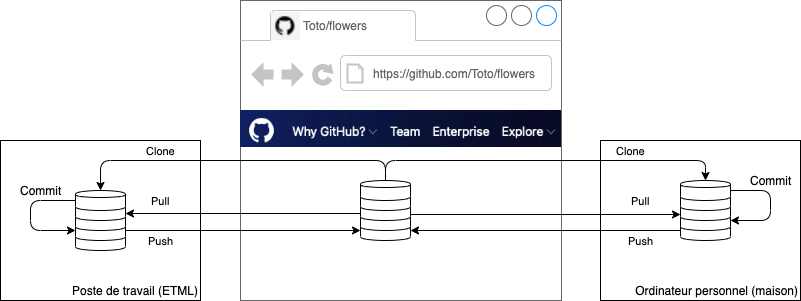 Toto/flowers
https://github.com/Toto/flowers
Why GitHub? Team Enterprise Explore
Clone
Clone
Commit
Commit
Pull
Pull
Push
Push
Poste de travail (ETML)
Ordinateur personnel (maison)